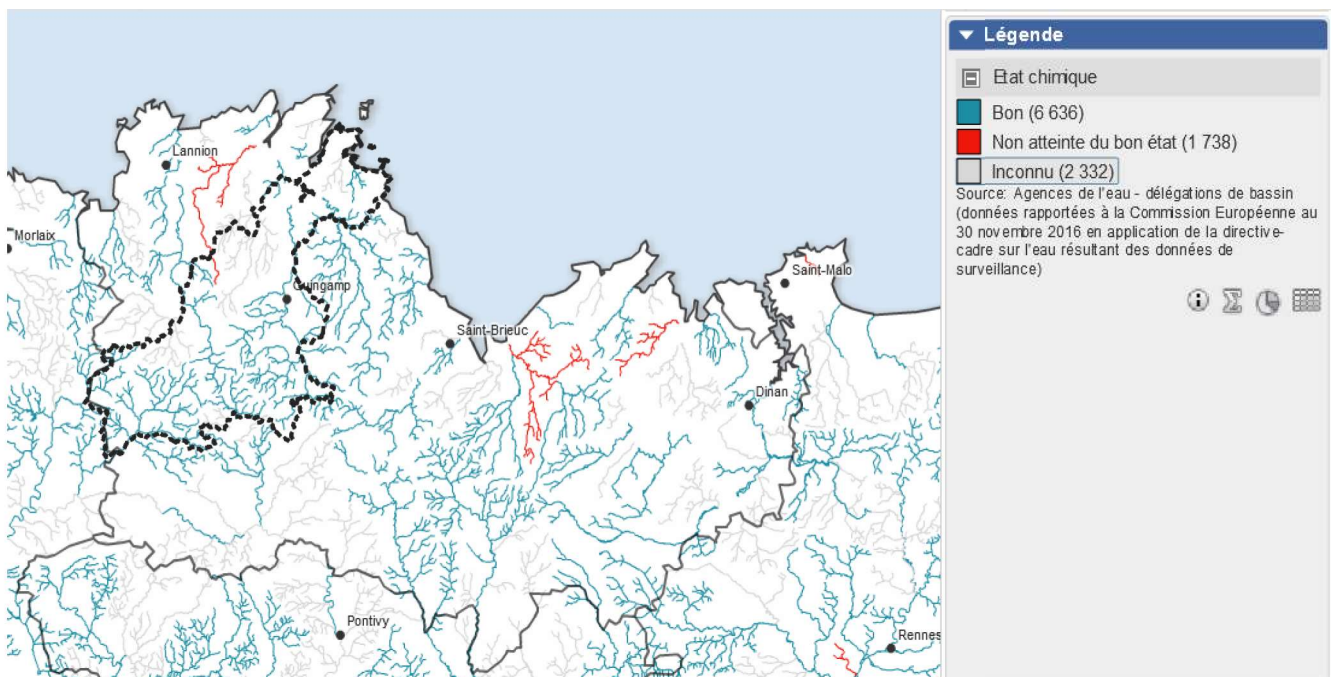 Légende
Etat chimique
Bon (6 636)
Non atteinte du bon état (1 738)
Inconnu (2 332)
Source: Agences de l'eau - délégations de bassin
(données rapportées à la Commission Européenne au
30 novembre 2016 en application de la directive-
cadre sur l'eau résultant des données de
surveillance)
Lannion
Morlaix
Guingamp
Saint-Malo
Saint-Brieuc
Dinan
Pontivy
Rennes